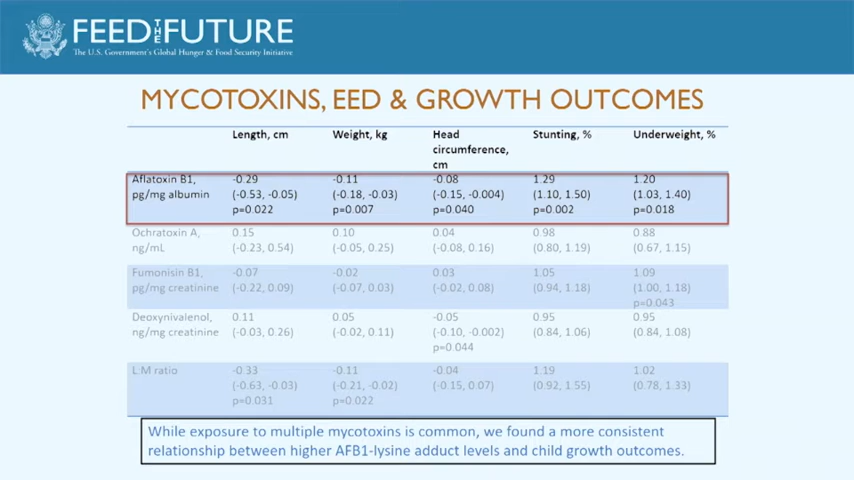 FEED THE FUTURE
The U.S. Government's Global Hunger & Food Security Initiative
MYCOTOXINS, EED & GROWTH OUTCOMES
Length, cm Weight, kg Head circumference, cm Stunting, % Underweight, %
Aflatoxin B1, -0.29 -0.11 -0.08 1.29 1.20
pg/mg albumin (-0.53, -0.05) (-0.18, -0.03) (-0.15, -0.004) (1.10, 1.50) (1.03, 1.40)
p=0.022 p=0.007 p=0.040 p=0.002 p=0.018
Ochratoxin A, 0.15 0.10 0.04 0.98 0.88
ng/mL (-0.23, 0.54) (-0.05, 0.25) (-0.08, 0.16) (0.80, 1.19) (0.67, 1.15)
Fumonisin B1, -0.07 -0.02 0.03 1.05 1.09
pg/mg creatinine (-0.22, 0.09) (-0.07, 0.03) (-0.02, 0.08) (0.94, 1.18) (1.00, 1.18)
p=0.043
Deoxynivalenol, 0.11 0.05 -0.05 0.95 0.95
ng/mg creatinine (-0.03, 0.26) (-0.02, 0.11) (-0.10, -0.002) (0.84, 1.06) (0.84, 1.08)
p=0.044
L:M ratio -0.33 -0.11 -0.04 1.19 1.02
(-0.63, -0.03) (-0.21, -0.02) (-0.15, 0.07) (0.92, 1.55) (0.78, 1.33)
p=0.031 p=0.022
While exposure to multiple mycotoxins is common, we found a more consistent
relationship between higher AFB1-lysine adduct levels and child growth outcomes.